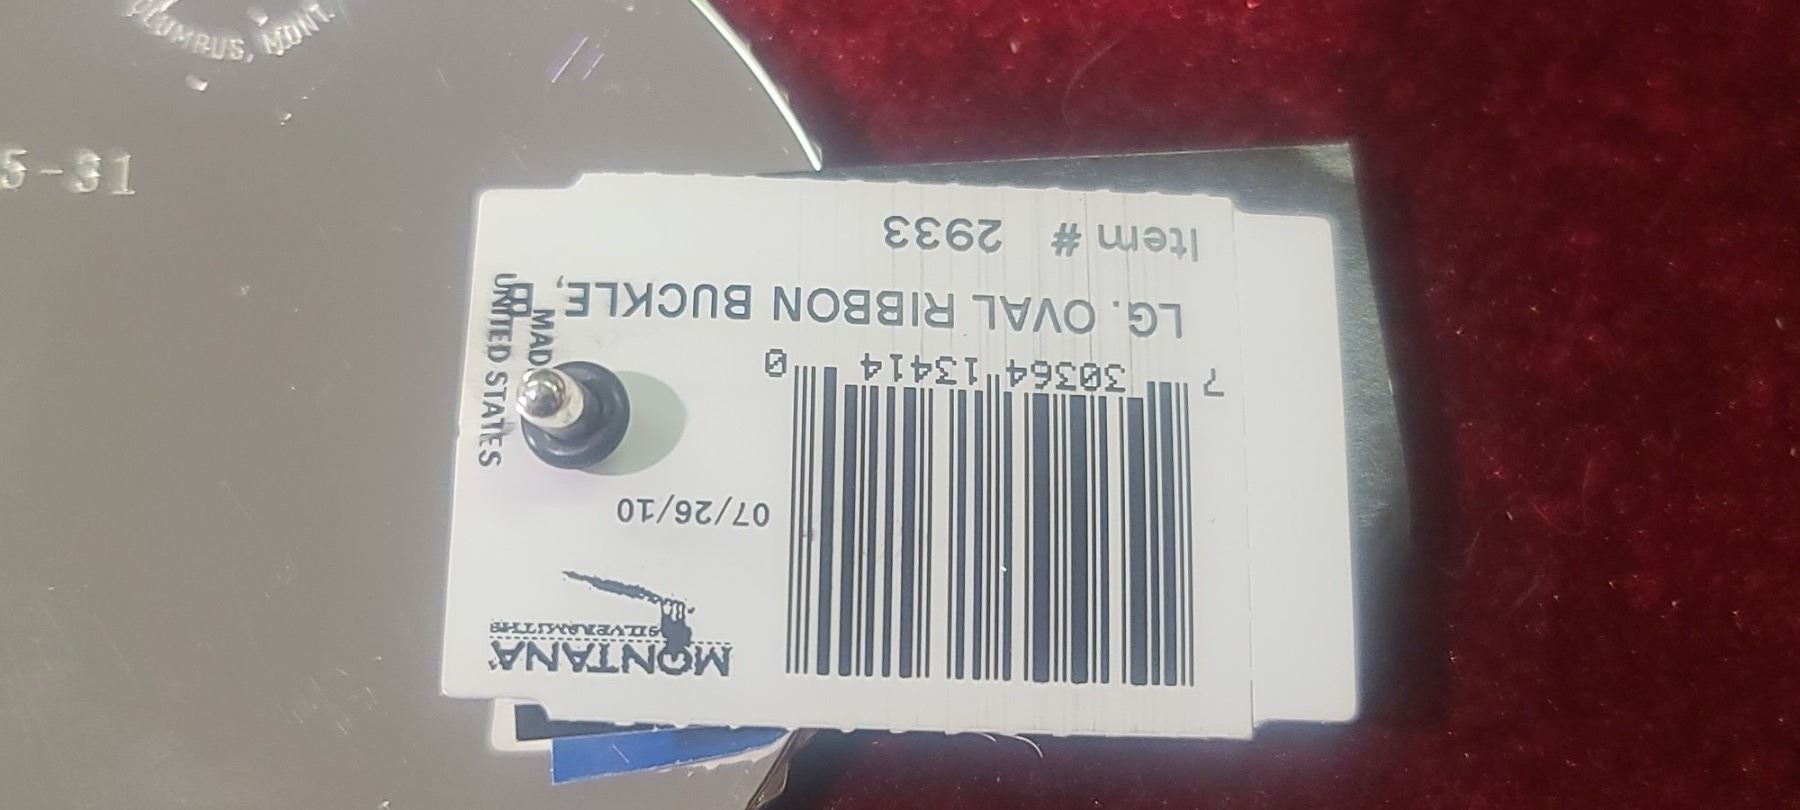 COLUMBUS, MONT.
5-31
Item # 2933
LG. OVAL RIBBON BUCKLE, B
7 30364 13414 0
MADE
UNITED STATES
07/26/10
MONTANA
SILVERSMITHS